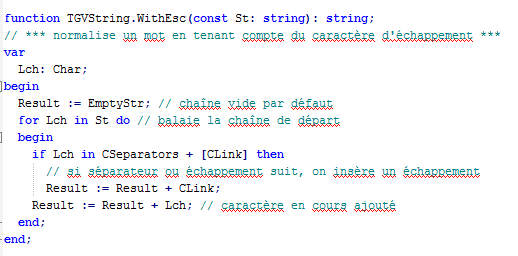 function TGVString.WithEsc(const St: string): string;
// *** normalise un mot en tenant compte du caractère d'échappement ***
var
Lch: Char;
begin
Result := EmptyStr; // chaîne vide par défaut
for Lch in St do // balaie la chaîne de départ
begin
if Lch in CSeparators + [CLink] then
// si séparateur ou échappement suit, on insère un échappement
Result := Result + CLink;
Result := Result + Lch; // caractère en cours ajouté
end;
end;